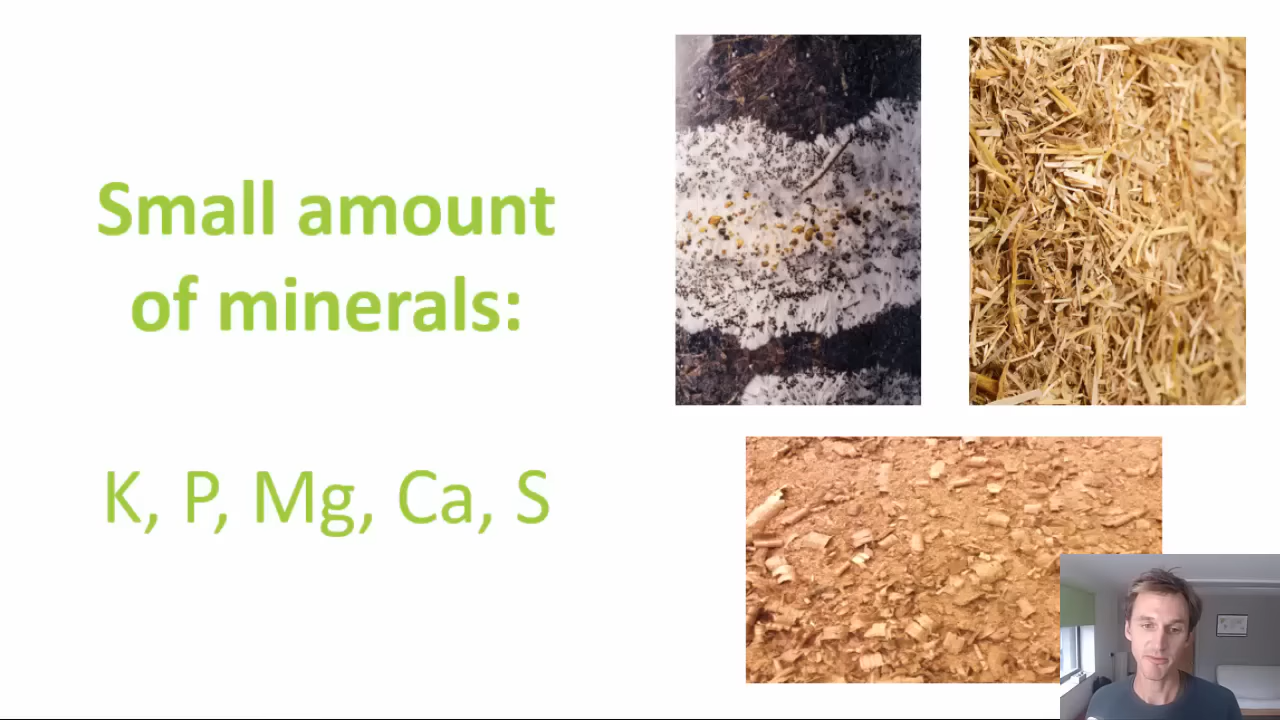 Small amount
of minerals:
K, P, Mg, Ca, S